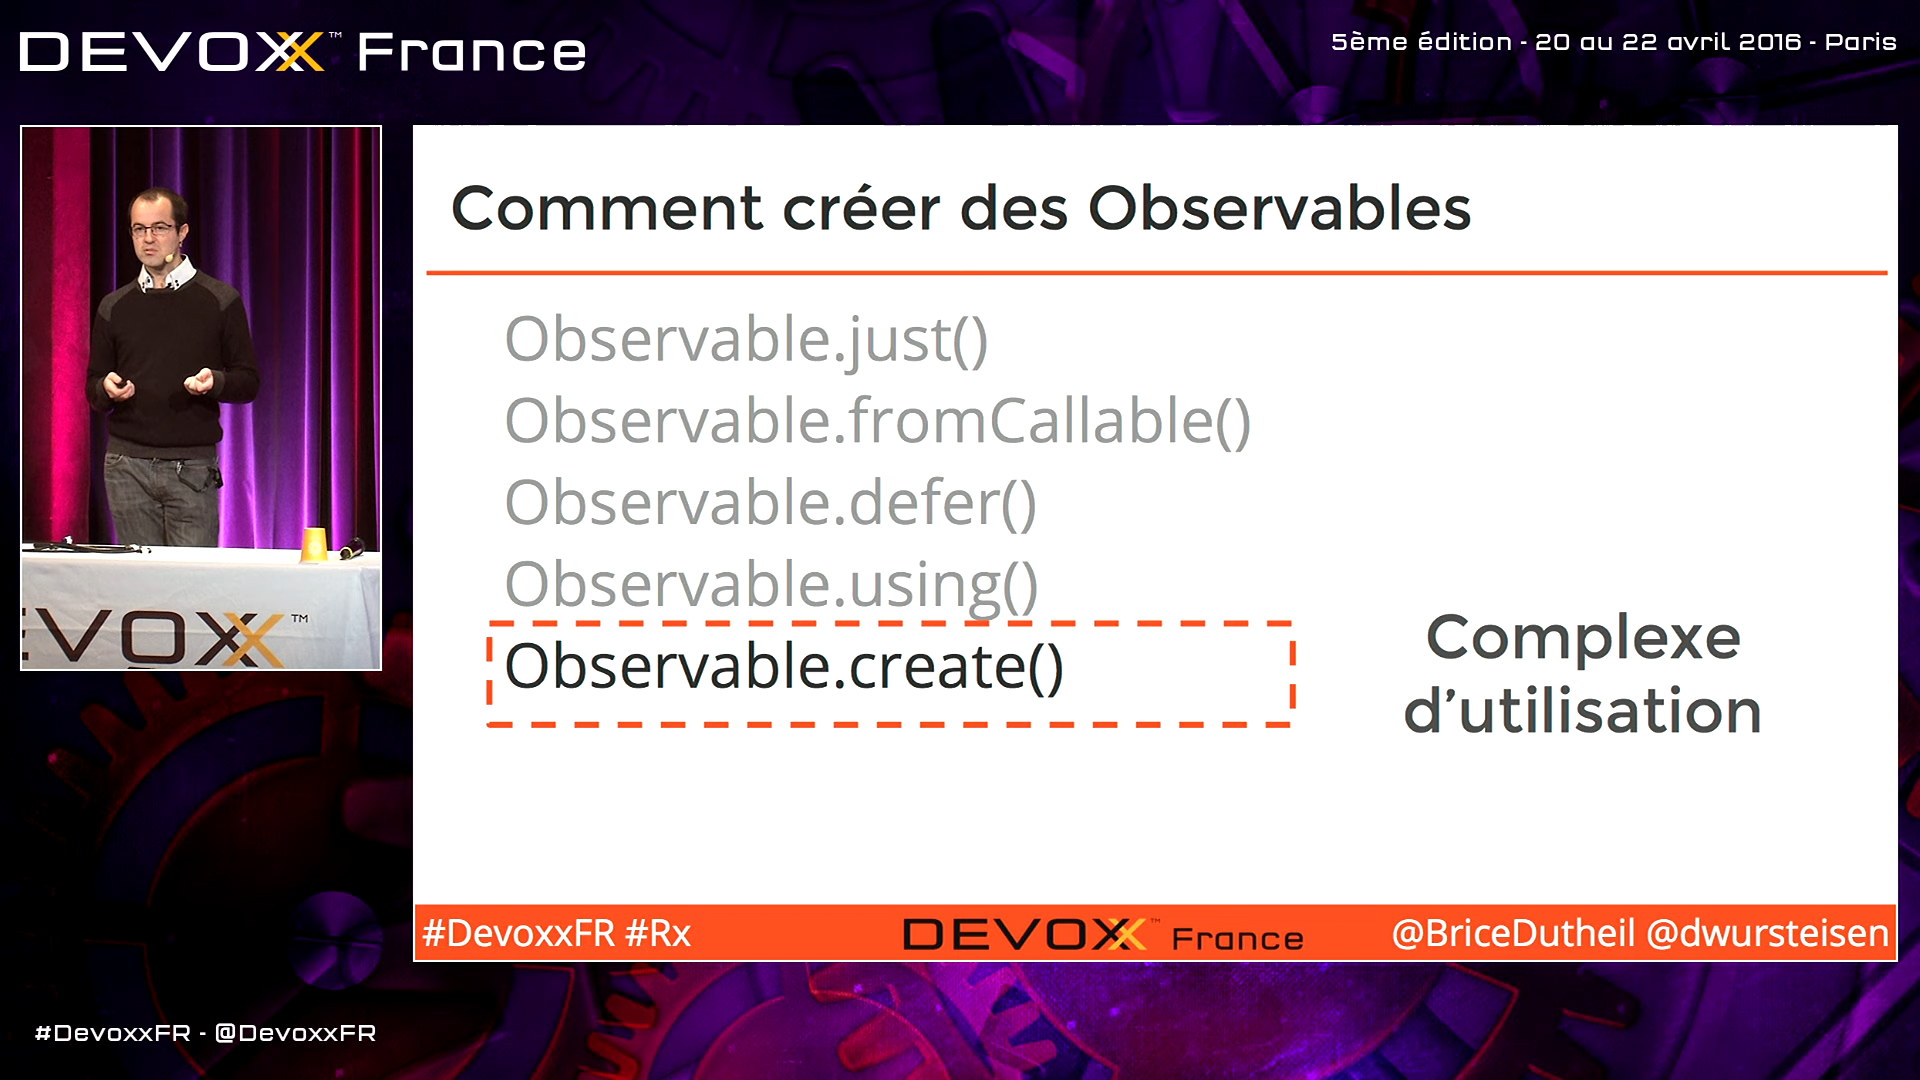 DEVOXX™ France
5ème édition - 20 au 22 avril 2016 - Paris
Comment créer des Observables
Observable.just()
Observable.fromCallable()
Observable.defer()
Observable.using()
Observable.create()
Complexe
d’utilisation
EVOXX™
#DevoxxFR #Rx
DEVOXX™ France
@BriceDutheil @dwursteisen
#DevoxxFR - @DevoxxFR